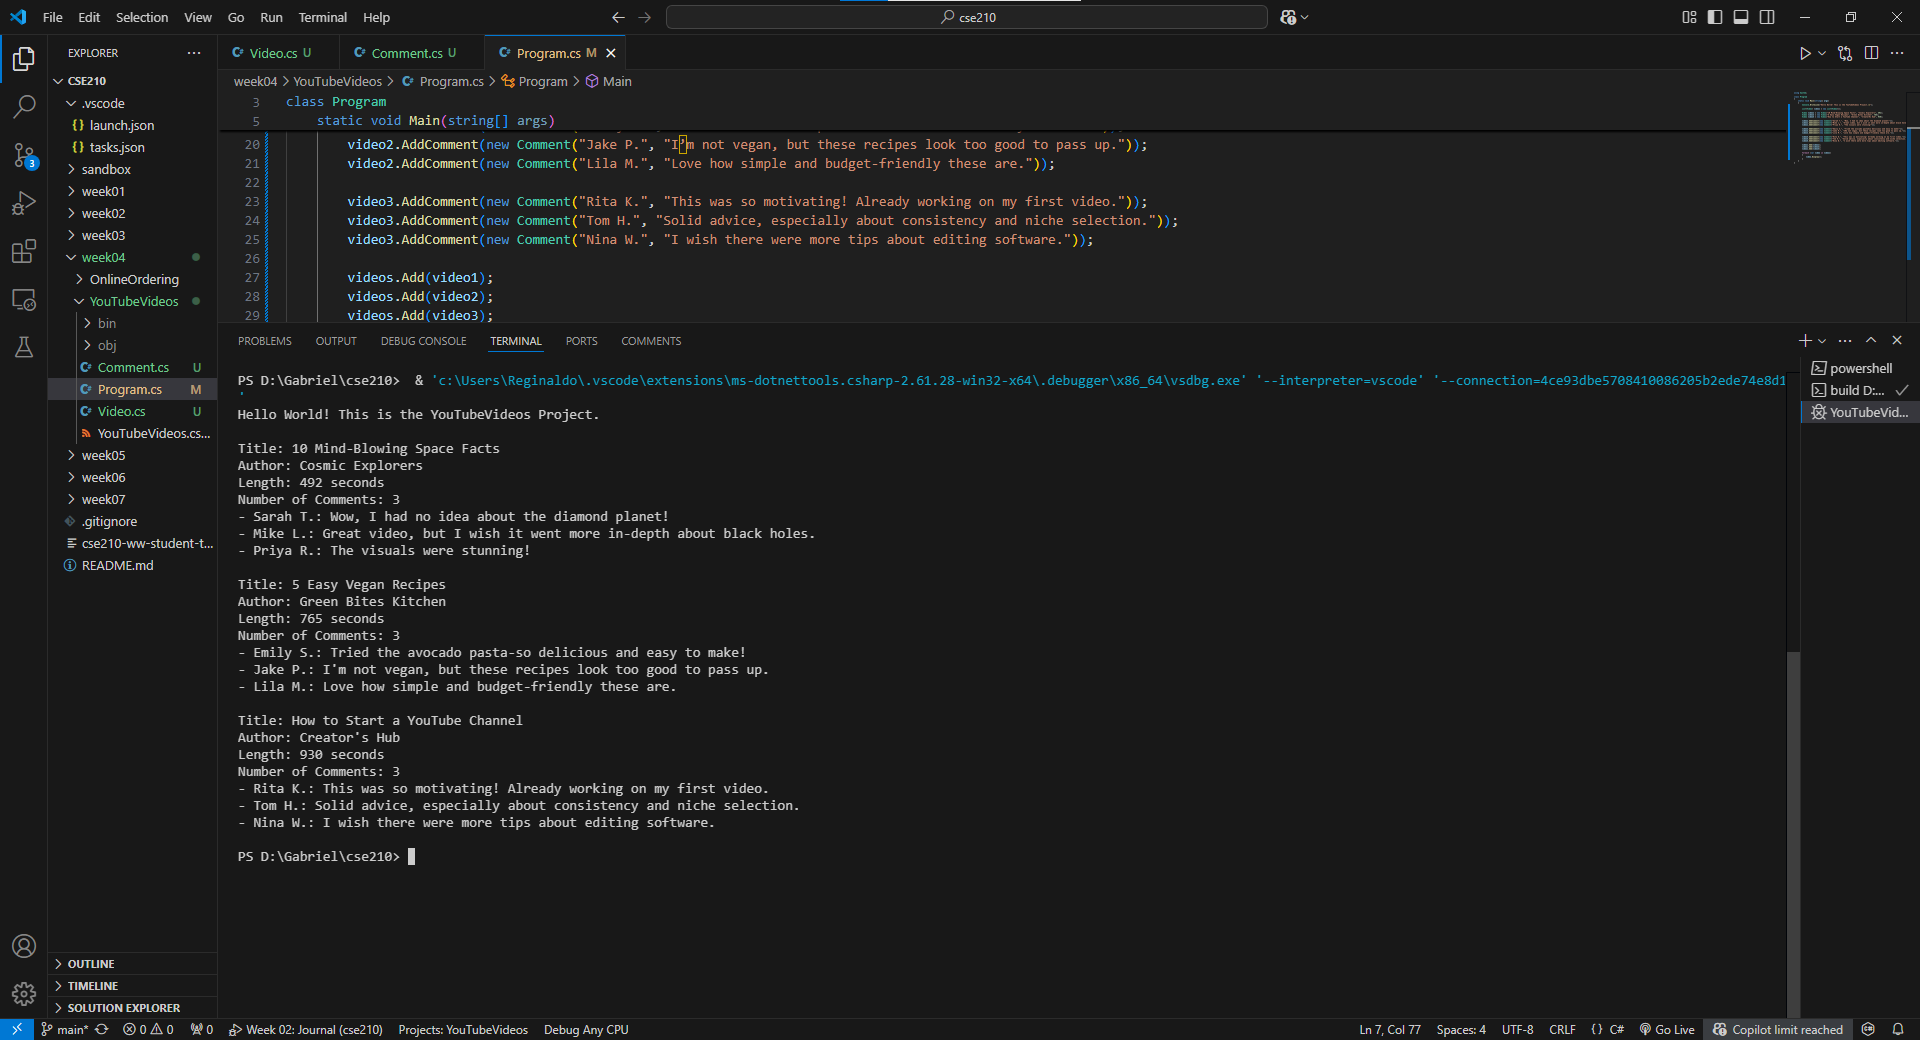 File Edit Selection View Go Run Terminal Help
cse210
EXPLORER
CSE210
.vscode
launch.json
tasks.json
sandbox
week01
week02
week03
week04
OnlineOrdering
YouTubeVideos
bin
obj
Comment.cs U
Program.cs M
Video.cs U
YouTubeVideos.cs...
week05
week06
week07
.gitignore
cse210-ww-student-t...
README.md
OUTLINE
TIMELINE
SOLUTION EXPLORER
3
Video.cs U Comment.cs U Program.cs M
week04 > YouTubeVideos > Program.cs > Program > Main
3 class Program
5 static void Main(string[] args)
20 video2.AddComment(new Comment("Jake P.", "I’m not vegan, but these recipes look too good to pass up."));
21 video2.AddComment(new Comment("Lila M.", "Love how simple and budget-friendly these are."));
22
23 video3.AddComment(new Comment("Rita K.", "This was so motivating! Already working on my first video."));
24 video3.AddComment(new Comment("Tom H.", "Solid advice, especially about consistency and niche selection."));
25 video3.AddComment(new Comment("Nina W.", "I wish there were more tips about editing software."));
26
27 videos.Add(video1);
28 videos.Add(video2);
29 videos.Add(video3);
PROBLEMS OUTPUT DEBUG CONSOLE TERMINAL PORTS COMMENTS
PS D:\Gabriel\cse210> & 'c:\Users\Reginaldo\.vscode\extensions\ms-dotnettools.csharp-2.61.28-win32-x64\.debugger\x86_64\vsdbg.exe' '--interpreter=vscode' '--connection=4ce93dbe5708410086205b2ede74e8d1
'
Hello World! This is the YouTubeVideos Project.
Title: 10 Mind-Blowing Space Facts
Author: Cosmic Explorers
Length: 492 seconds
Number of Comments: 3
- Sarah T.: Wow, I had no idea about the diamond planet!
- Mike L.: Great video, but I wish it went more in-depth about black holes.
- Priya R.: The visuals were stunning!
Title: 5 Easy Vegan Recipes
Author: Green Bites Kitchen
Length: 765 seconds
Number of Comments: 3
- Emily S.: Tried the avocado pasta-so delicious and easy to make!
- Jake P.: I'm not vegan, but these recipes look too good to pass up.
- Lila M.: Love how simple and budget-friendly these are.
Title: How to Start a YouTube Channel
Author: Creator's Hub
Length: 930 seconds
Number of Comments: 3
- Rita K.: This was so motivating! Already working on my first video.
- Tom H.: Solid advice, especially about consistency and niche selection.
- Nina W.: I wish there were more tips about editing software.
PS D:\Gabriel\cse210>
powershell
build D:...
YouTubeVid...
main* 0 0 0 Week 02: Journal (cse210) Projects: YouTubeVideos Debug Any CPU
Ln 7, Col 77 Spaces: 4 UTF-8 CRLF {} C# Go Live Copilot limit reached